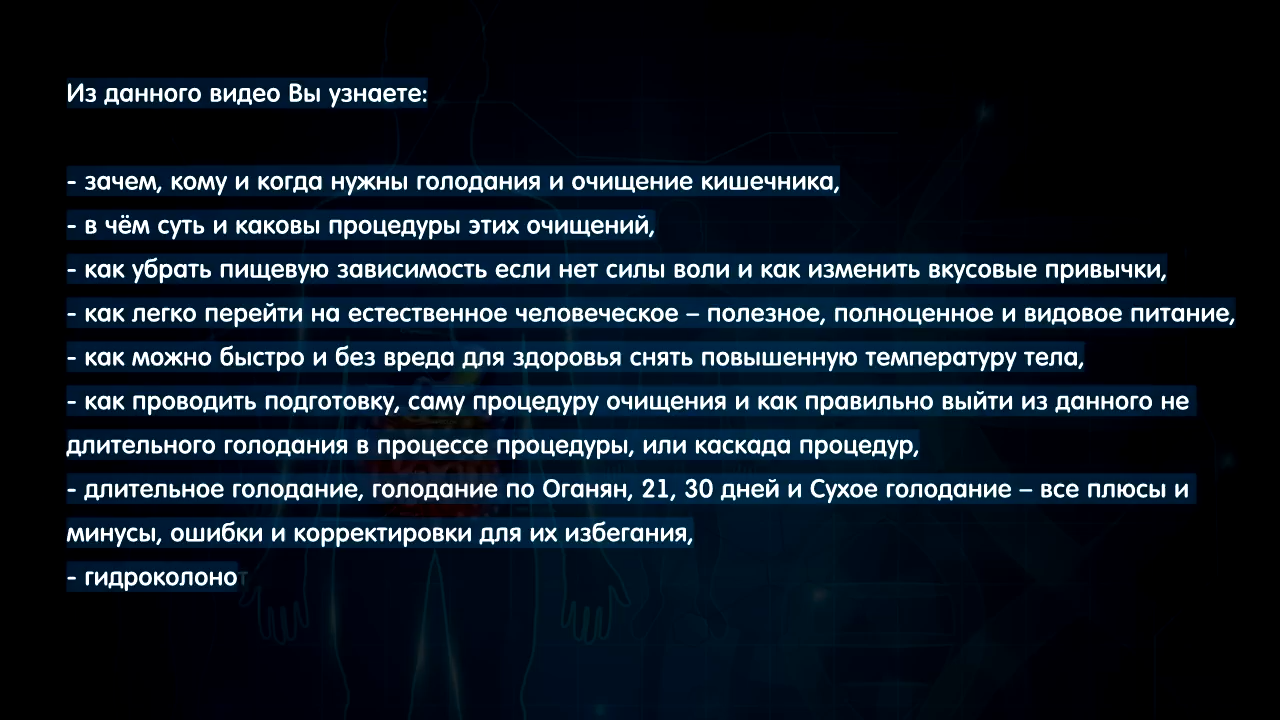 Из данного видео Вы узнаете:
- зачем, кому и когда нужны голодания и очищение кишечника,
- в чём суть и каковы процедуры этих очищений,
- как убрать пищевую зависимость если нет силы воли и как изменить вкусовые привычки,
- как легко перейти на естественное человеческое – полезное, полноценное и видовое питание,
- как можно быстро и без вреда для здоровья снять повышенную температуру тела,
- как проводить подготовку, саму процедуру очищения и как правильно выйти из данного не
длительного голодания в процессе процедуры, или каскада процедур,
- длительное голодание, голодание по Оганян, 21, 30 дней и Сухое голодание – все плюсы и
минусы, ошибки и корректировки для их избегания,
- гидроколонот